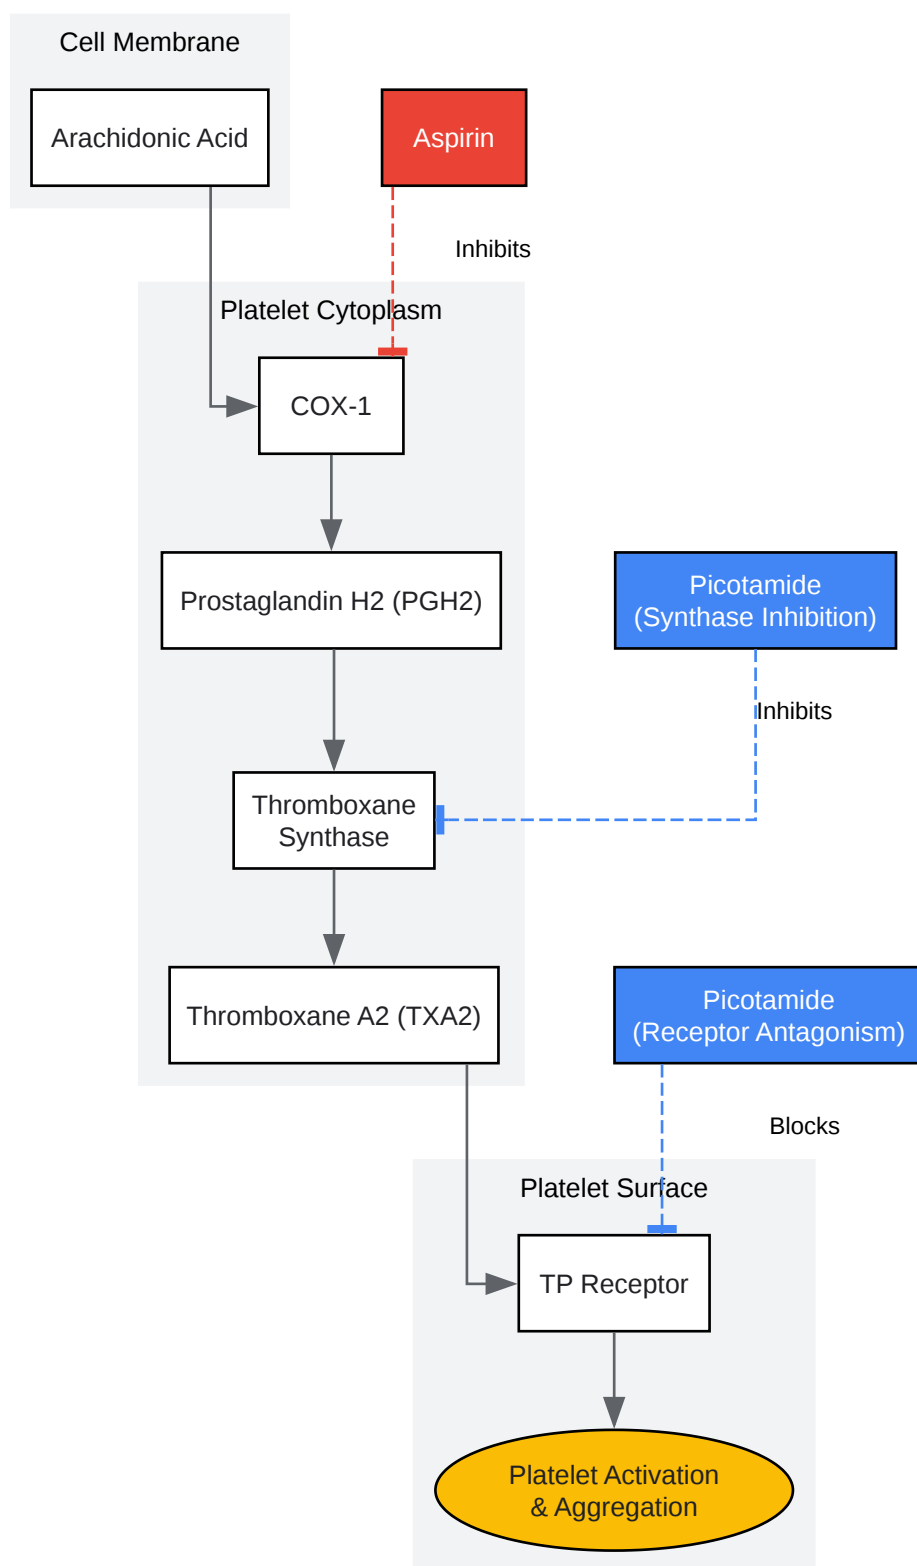 Cell Membrane
Arachidonic Acid
Aspirin
Inhibits
Platelet Cytoplasm
COX-1
Prostaglandin H2 (PGH2)
Picotamide
(Synthase Inhibition)
Inhibits
Thromboxane
Synthase
Thromboxane A2 (TXA2)
Picotamide
(Receptor Antagonism)
Blocks
Platelet Surface
TP Receptor
Platelet Activation
& Aggregation